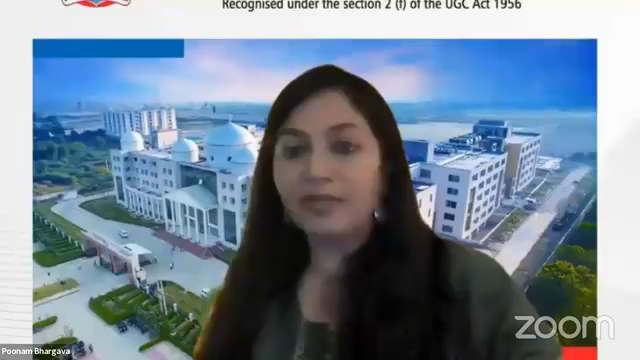 Recognised under the section 2 (f) of the UGC Act 1956
zoom
Poonam Bhargava